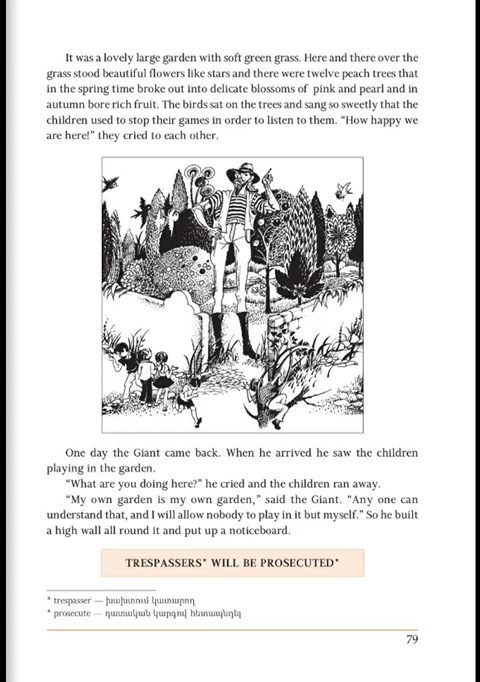 It was a lovely large garden with soft green grass. Here and there over the
grass stood beautiful flowers like stars and there were twelve peach trees that
in the spring time broke out into delicate blossoms of pink and pearl and in
autumn bore rich fruit. The birds sat on the trees and sang so sweetly that the
children used to stop their games in order to listen to them. “How happy we
are here!” they cried to each other.
One day the Giant came back. When he arrived he saw the children
playing in the garden.
“What are you doing here?” he cried and the children ran away.
“My own garden is my own garden,” said the Giant. “Any one can
understand that, and I will allow nobody to play in it but myself.” So he built
a high wall all round it and put up a noticeboard.
TRESPASSERS* WILL BE PROSECUTED*
* trespasser — խախտում կատարող
* prosecute — դատական կարգով հետապնդել
79